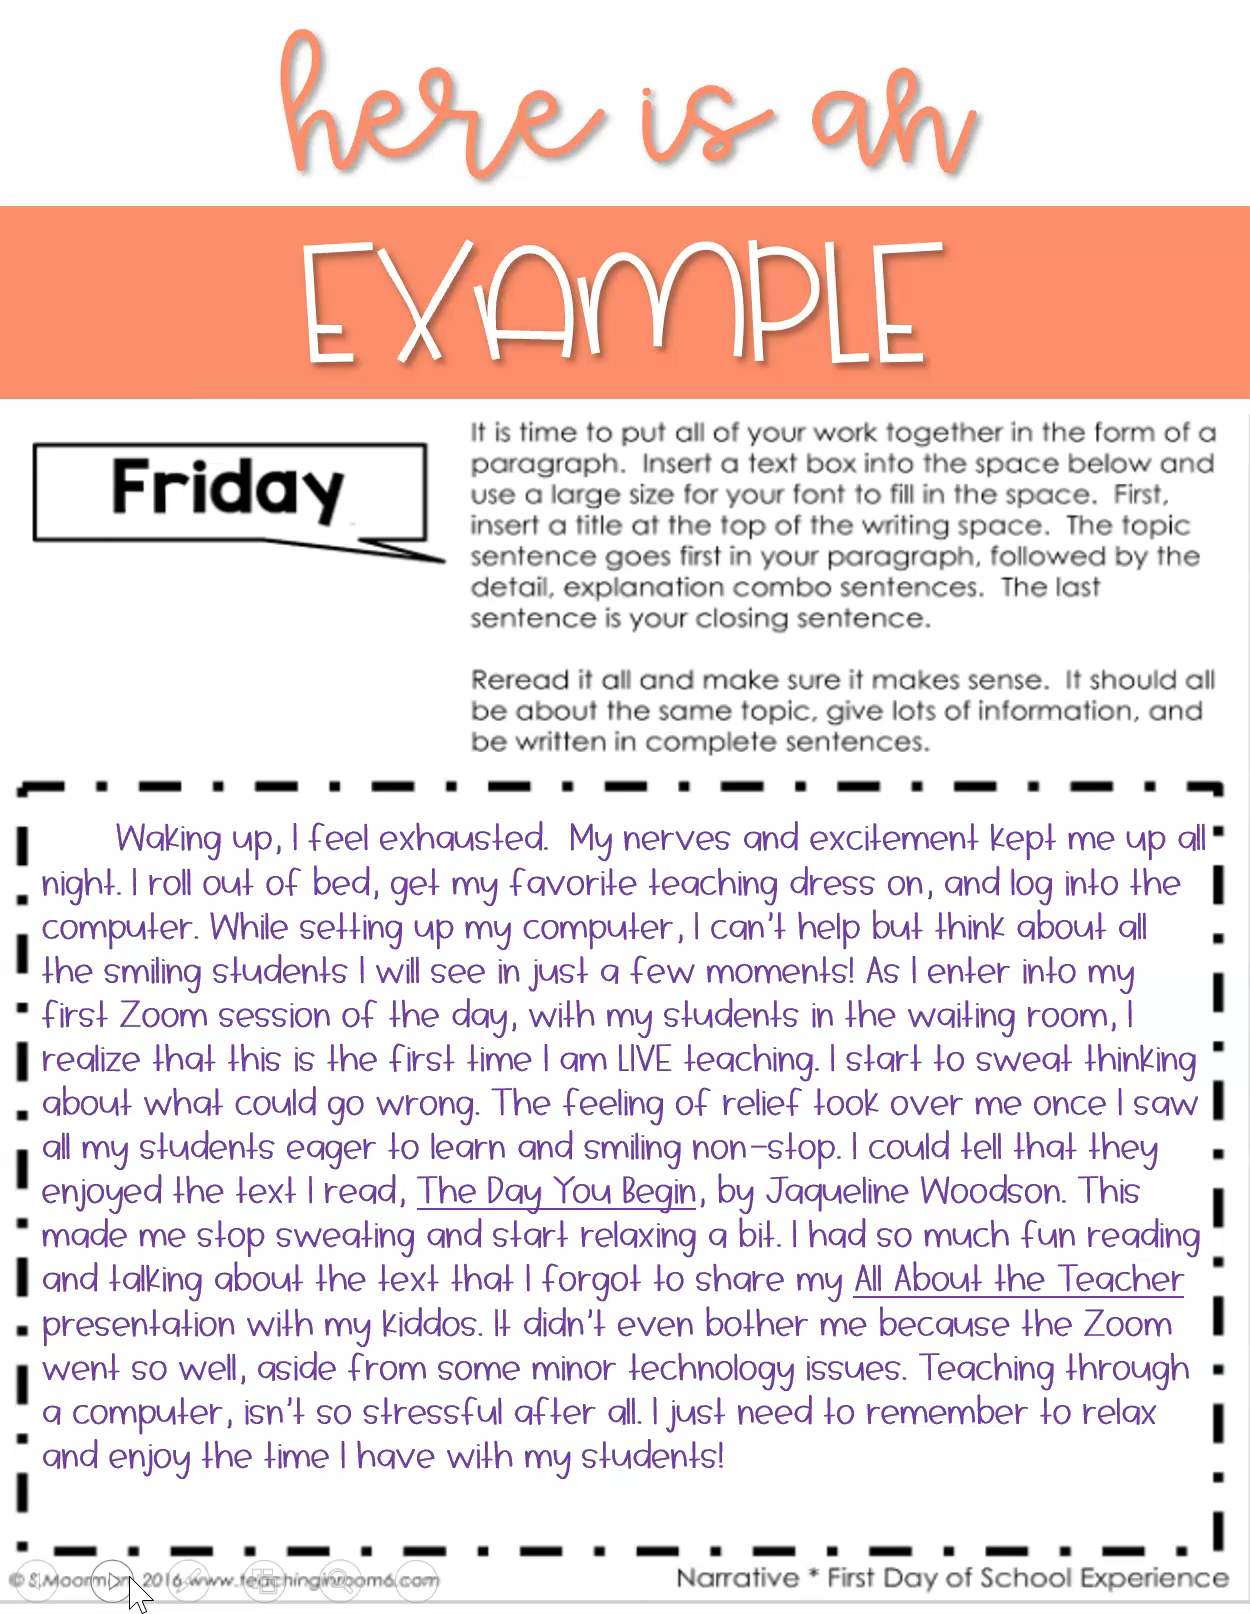 here is an
EXAMPLE
Friday
It is time to put all of your work together in the form of a
paragraph. Insert a text box into the space below and
use a large size for your font to fill in the space. First,
insert a title at the top of the writing space. The topic
sentence goes first in your paragraph, followed by the
detail, explanation combo sentences. The last
sentence is your closing sentence.
Reread it all and make sure it makes sense. It should all
be about the same topic, give lots of information, and
be written in complete sentences.
Waking up, I feel exhausted. My nerves and excitement kept me up all
night. I roll out of bed, get my favorite teaching dress on, and log into the
computer. While setting up my computer, I can't help but think about all
the smiling students I will see in just a few moments! As I enter into my
first Zoom session of the day, with my students in the waiting room, I
realize that this is the first time I am LIVE teaching. I start to sweat thinking
about what could go wrong. The feeling of relief took over me once I saw
all my students eager to learn and smiling non-stop. I could tell that they
enjoyed the text I read, The Day You Begin, by Jaqueline Woodson. This
made me stop sweating and start relaxing a bit. I had so much fun reading
and talking about the text that I forgot to share my All About the Teacher
presentation with my kiddos. It didn't even bother me because the Zoom
went so well, aside from some minor technology issues. Teaching through
a computer, isn't so stressful after all. I just need to remember to relax
and enjoy the time I have with my students!
© S.Moorman, 2016 www.teachinginroom6.com
Narrative * First Day of School Experience